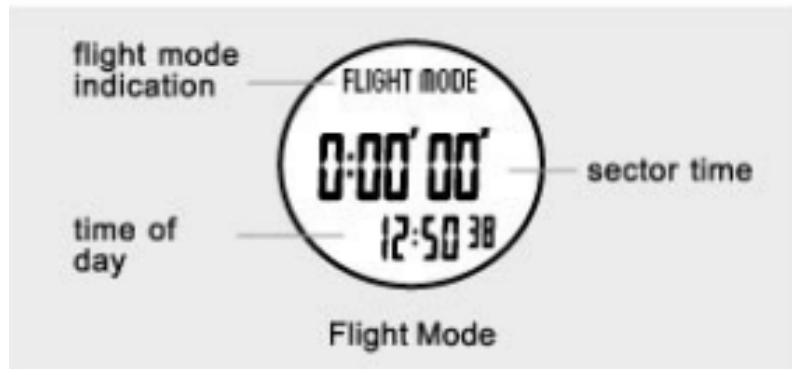 flight mode
indication
FLIGHT MODE
0:00' 00"
sector time
time of
day
12:50 38
Flight Mode